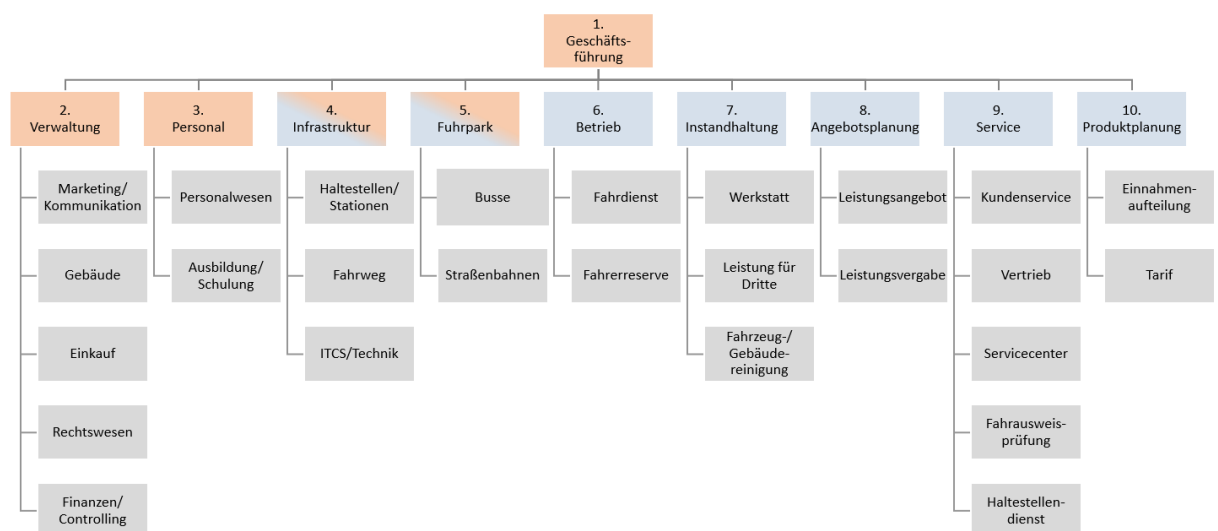 1.
Geschäfts-
führung
2.
Verwaltung
3.
Personal
4.
Infrastruktur
5.
Fuhrpark
6.
Betrieb
7.
Instandhaltung
8.
Angebotsplanung
9.
Service
10.
Produktplanung
Marketing/
Kommunikation
Gebäude
Einkauf
Rechtswesen
Finanzen/
Controlling
Personalwesen
Ausbildung/
Schulung
Haltestellen/
Stationen
Fahrweg
ITCS/Technik
Busse
Straßenbahnen
Fahrdienst
Fahrerreserve
Werkstatt
Leistung für
Dritte
Fahrzeug-/
Gebäude-
reinigung
Leistungsangebot
Leistungsvergabe
Kundenservice
Vertrieb
Servicecenter
Fahrausweis-
prüfung
Haltestellen-
dienst
Einnahmen-
aufteilung
Tarif